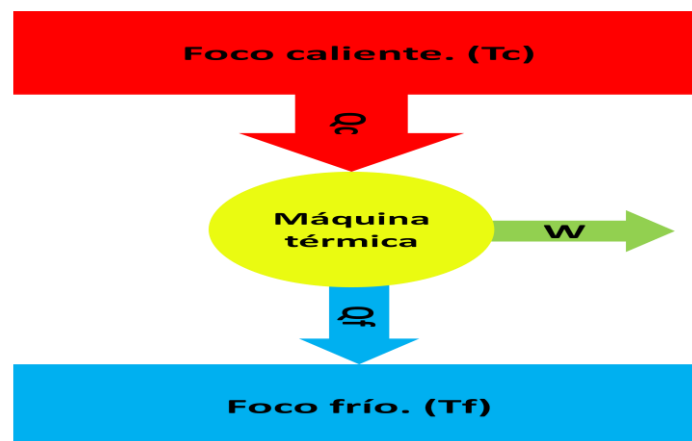 Foco caliente. (Tc)
Qc
Máquina
térmica
W
Qf
Foco frío. (Tf)